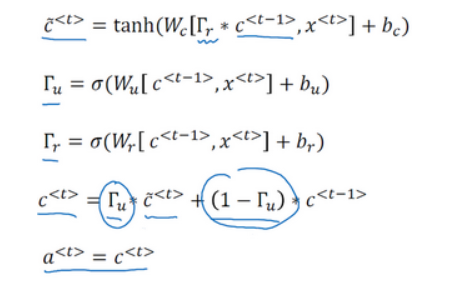 c̃^{<t>} = tanh(W_c[Γ_r * c^{<t−1>}, x^{<t>}] + b_c)
Γ_u = σ(W_u[ c^{<t−1>}, x^{<t>}] + b_u)
Γ_r = σ(W_r[ c^{<t−1>}, x^{<t>}] + b_r)
c^{<t>} = Γ_u * c̃^{<t>} + (1 − Γ_u) * c^{<t−1>}
a^{<t>} = c^{<t>}